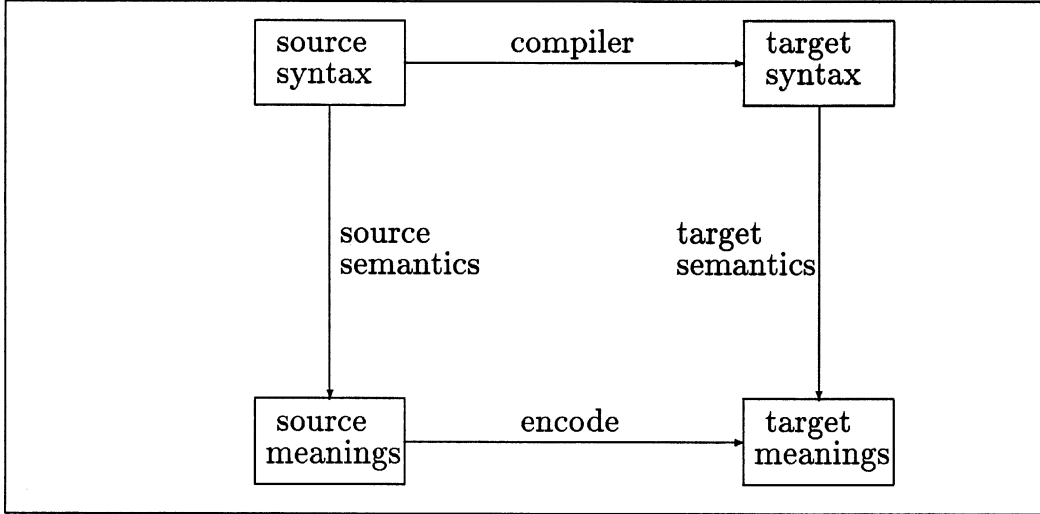 source
syntax
compiler
target
syntax
source
semantics
target
semantics
source
meanings
encode
target
meanings